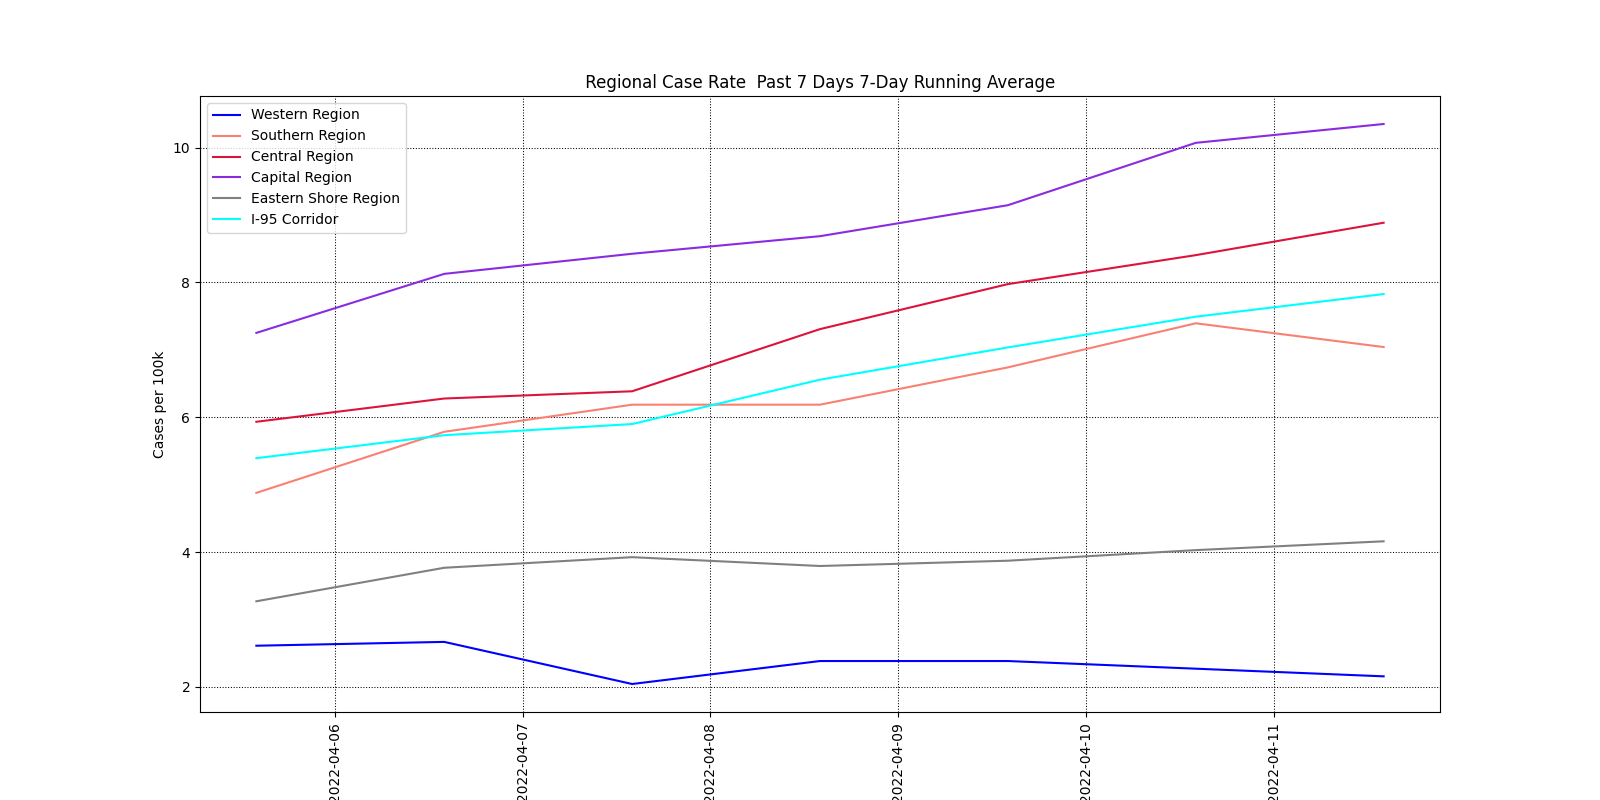 Regional Case Rate  Past 7 Days 7-Day Running Average
Western Region
Southern Region
Central Region
Capital Region
Eastern Shore Region
I-95 Corridor
Cases per 100k
10
8
6
4
2
2022-04-06
2022-04-07
2022-04-08
2022-04-09
2022-04-10
2022-04-11